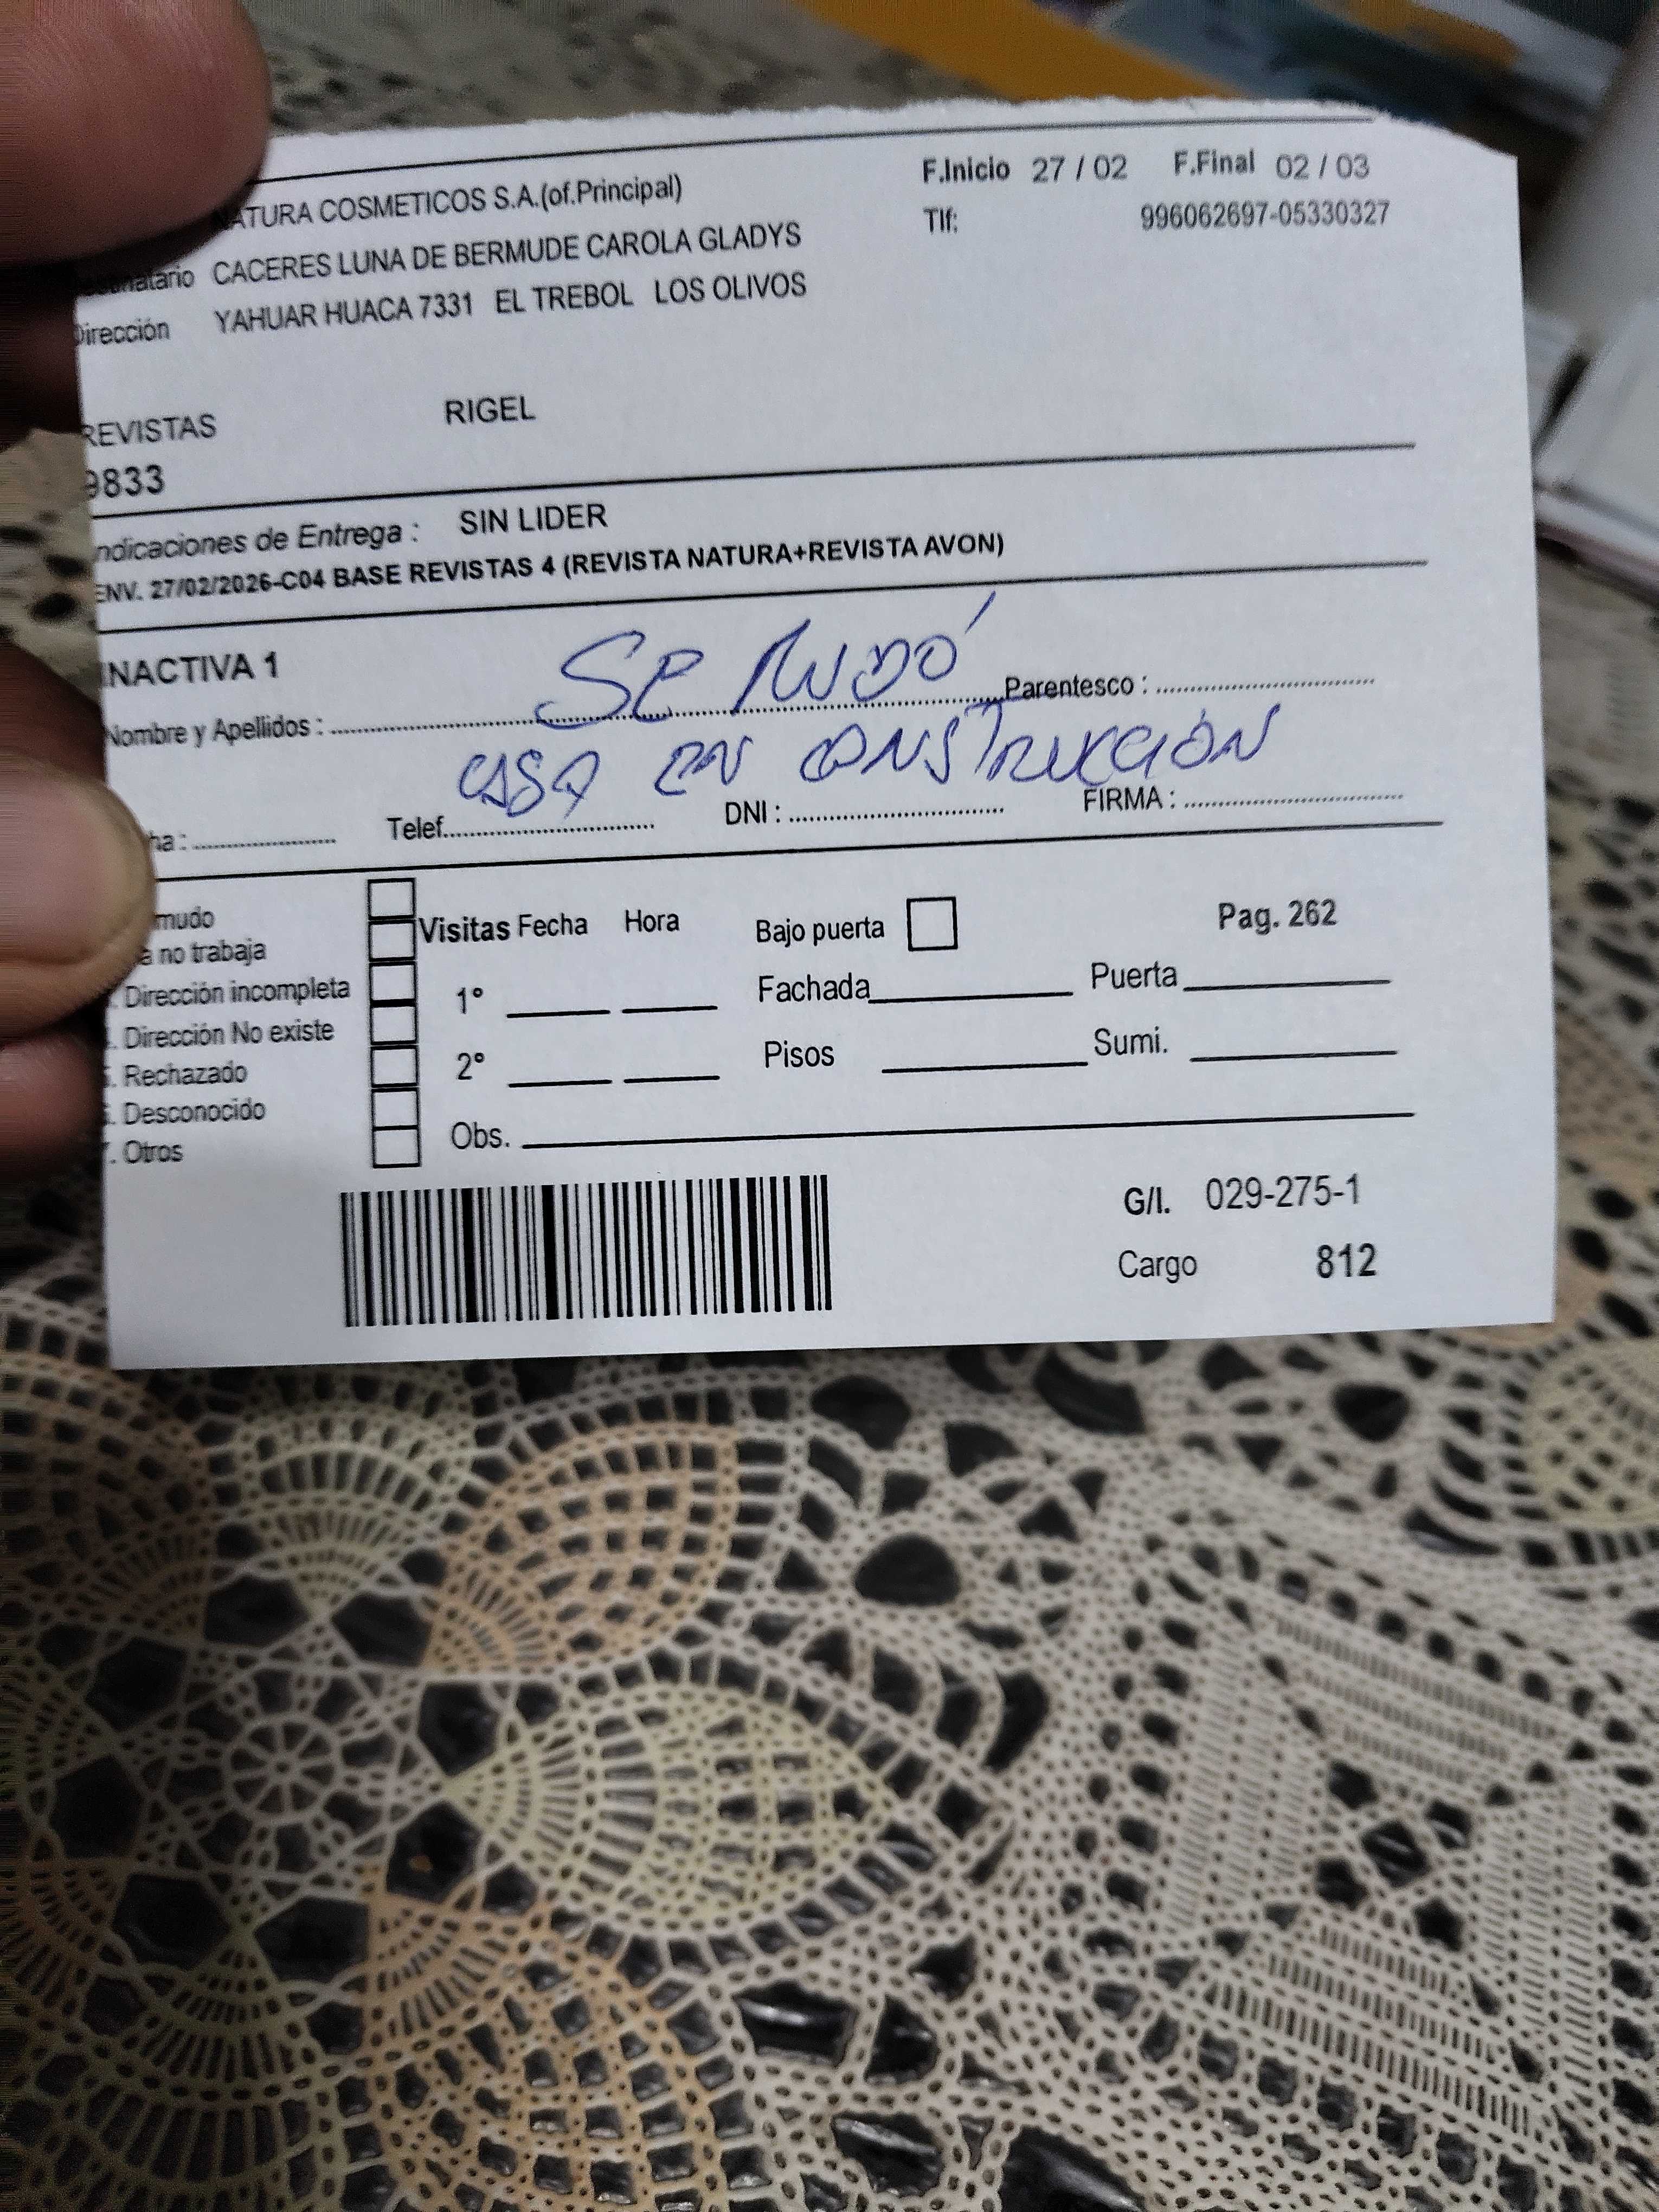 NATURA COSMETICOS S.A.(of.Principal) F.Inicio 27 / 02 F.Final 02 / 03
Tlf: 996062697-05330327
CACERES LUNA DE BERMUDE CAROLA GLADYS
Dirección YAHUAR HUACA 7331 EL TREBOL LOS OLIVOS
REVISTAS RIGEL
9833
Indicaciones de Entrega : SIN LIDER
ENV. 27/02/2026-C04 BASE REVISTAS 4 (REVISTA NATURA+REVISTA AVON)
INACTIVA 1
SE MUDÓ
Nombre y Apellidos : Parentesco :
CASA EN CONSTRUCCIÓN
Telef. DNI : FIRMA :
mudo
no trabaja
Visitas Fecha Hora Bajo puerta Pag. 262
Dirección incompleta 1° Fachada Puerta
Dirección No existe
Rechazado 2° Pisos Sumi.
Desconocido
. Otros Obs.
G/I. 029-275-1
Cargo 812